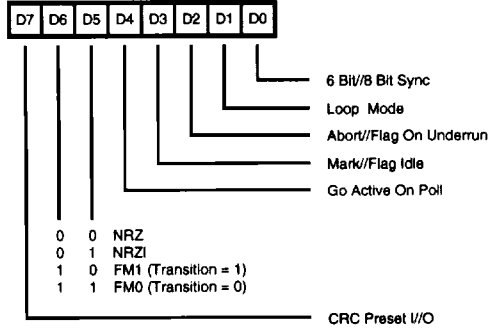 D7 D6 D5 D4 D3 D2 D1 D0
6 Bit//8 Bit Sync
Loop Mode
Abort//Flag On Underrun
Mark//Flag Idle
Go Active On Poll
0 0 NRZ
0 1 NRZI
1 0 FM1 (Transition = 1)
1 1 FM0 (Transition = 0)
CRC Preset I//O